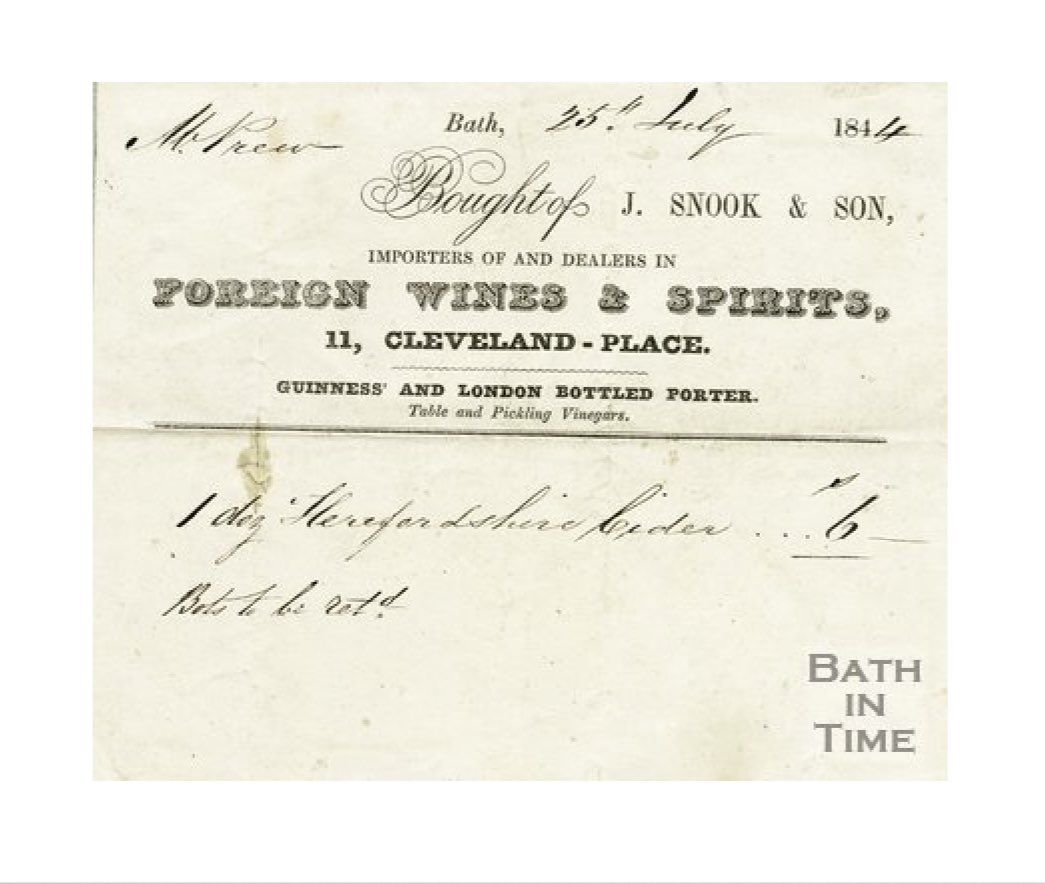 Mr. Prew
Bath, 25th July 1844
Bought of J. SNOOK & SON,
IMPORTERS OF AND DEALERS IN
FOREIGN WINES & SPIRITS,
11, CLEVELAND-PLACE.
GUINNESS' AND LONDON BOTTLED PORTER.
Table and Pickling Vinegars.
s
1 doz Herefordshire Cider ... 6 —
Bots to be retd
BATH
IN
TIME